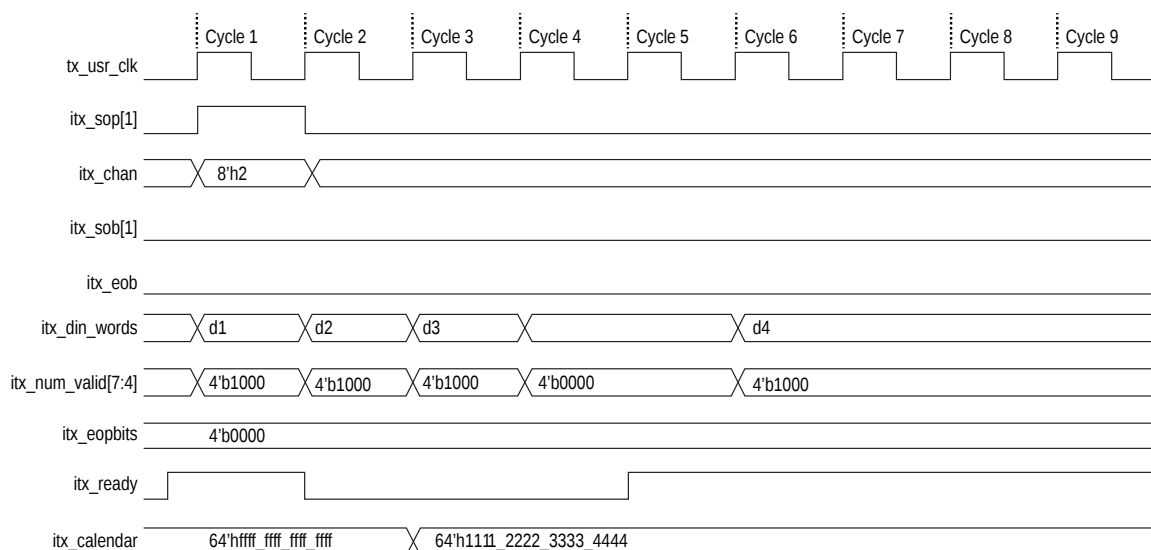 Cycle 1 Cycle 2 Cycle 3 Cycle 4 Cycle 5 Cycle 6 Cycle 7 Cycle 8 Cycle 9
tx_usr_clk
itx_sop[1]
itx_chan 8'h2
itx_sob[1]
itx_eob
itx_din_words d1 d2 d3 d4
itx_num_valid[7:4] 4'b1000 4'b1000 4'b1000 4'b0000 4'b1000
itx_eopbits 4'b0000
itx_ready
itx_calendar 64'hffff_ffff_ffff_ffff 64'h1111_2222_3333_4444